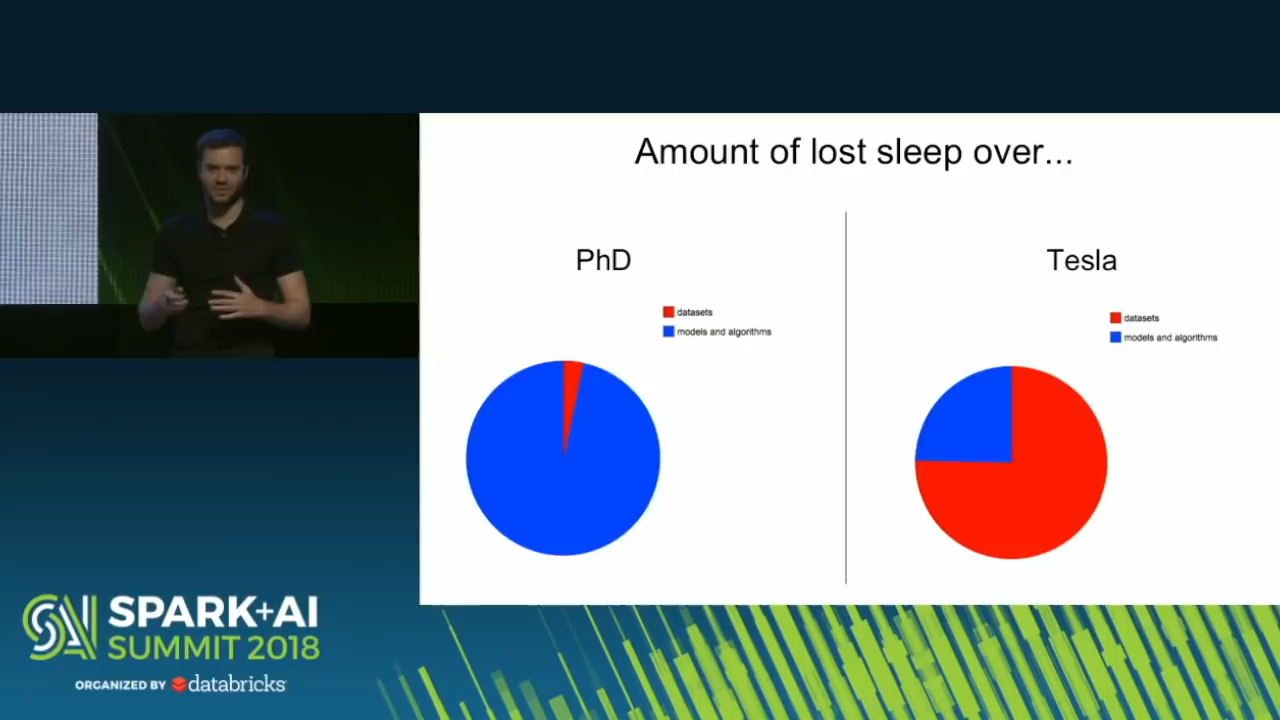 Amount of lost sleep over...
PhD
datasets
models and algorithms
Tesla
datasets
models and algorithms
SAI SPARK+AI
SUMMIT 2018
ORGANIZED BY databricks